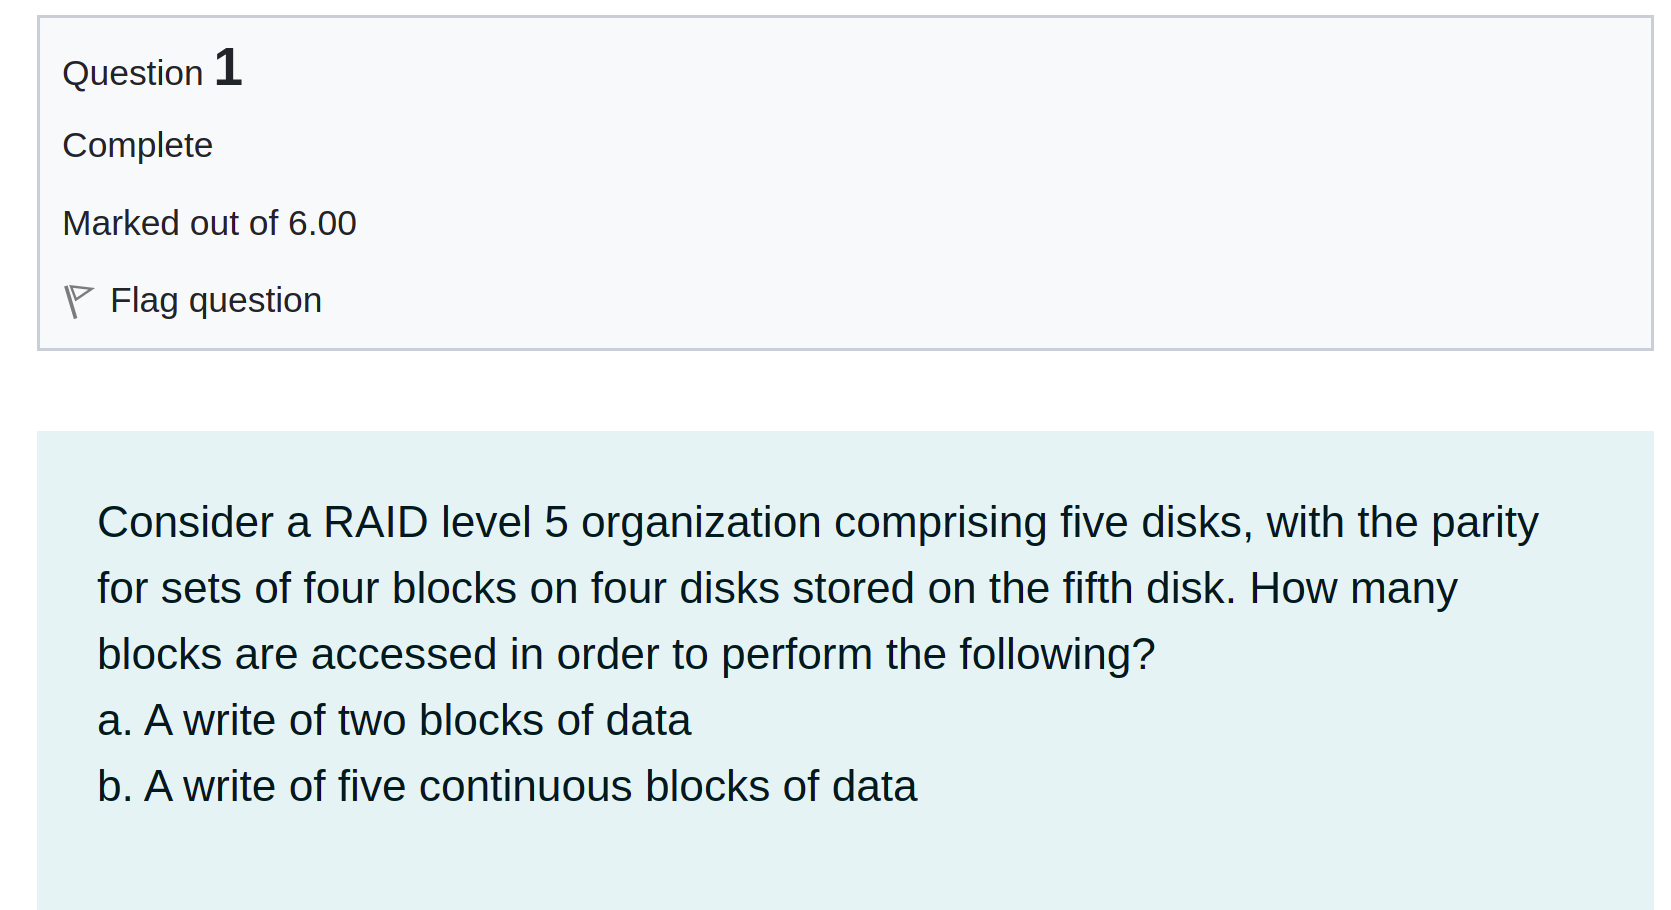 Question 1
Complete
Marked out of 6.00
Flag question
Consider a RAID level 5 organization comprising five disks, with the parity
for sets of four blocks on four disks stored on the fifth disk. How many
blocks are accessed in order to perform the following?
a. A write of two blocks of data
b. A write of five continuous blocks of data